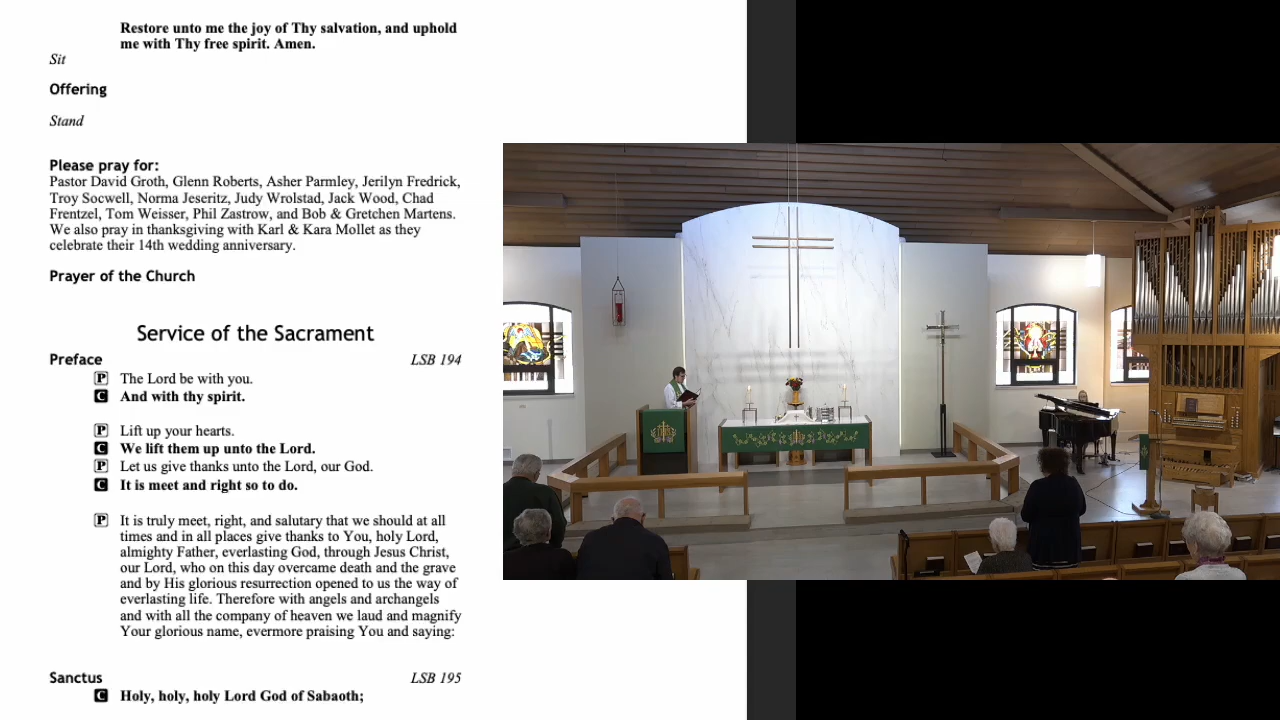 Restore unto me the joy of Thy salvation, and uphold
me with Thy free spirit. Amen.
Sit
Offering
Stand
Please pray for:
Pastor David Groth, Glenn Roberts, Asher Parmley, Jerilyn Fredrick,
Troy Socwell, Norma Jeseritz, Judy Wrolstad, Jack Wood, Chad
Frentzel, Tom Weisser, Phil Zastrow, and Bob & Gretchen Martens.
We also pray in thanksgiving with Karl & Kara Mollet as they
celebrate their 14th wedding anniversary.
Prayer of the Church
Service of the Sacrament
Preface LSB 194
P The Lord be with you.
C And with thy spirit.
P Lift up your hearts.
C We lift them up unto the Lord.
P Let us give thanks unto the Lord, our God.
C It is meet and right so to do.
P It is truly meet, right, and salutary that we should at all
times and in all places give thanks to You, holy Lord,
almighty Father, everlasting God, through Jesus Christ,
our Lord, who on this day overcame death and the grave
and by His glorious resurrection opened to us the way of
everlasting life. Therefore with angels and archangels
and with all the company of heaven we laud and magnify
Your glorious name, evermore praising You and saying:
Sanctus LSB 195
C Holy, holy, holy Lord God of Sabaoth;